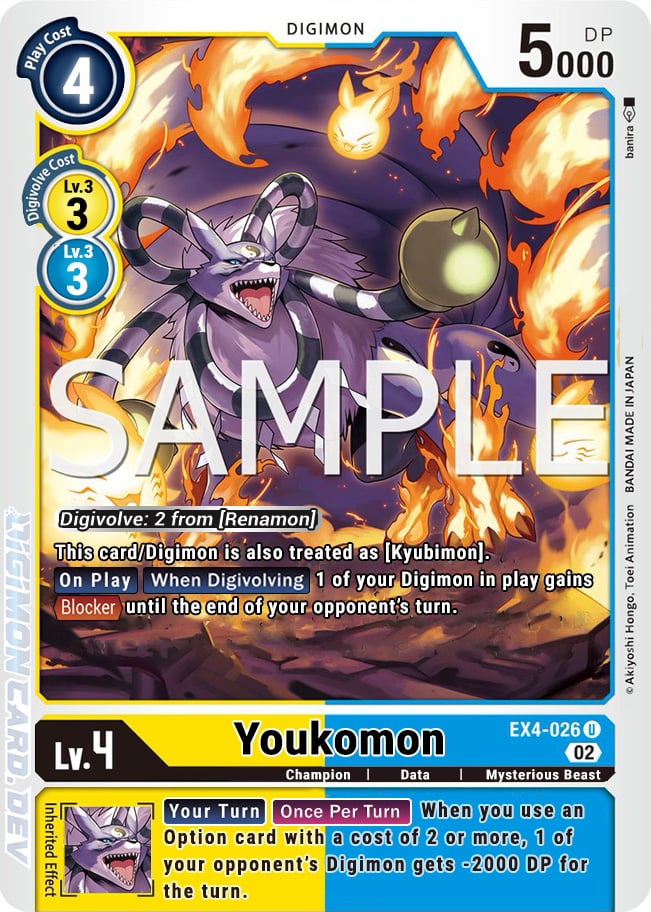 DIGIMON
Play Cost
4
DP
5000
banira
Digivolve Cost
Lv.3
3
Lv.3
3
SAMPLE
Digivolve: 2 from [Renamon]
This card/Digimon is also treated as [Kyubimon].
On Play When Digivolving 1 of your Digimon in play gains
Blocker until the end of your opponent's turn.
© Akiyoshi Hongo, Toei Animation BANDAI MADE IN JAPAN
DIGIMONCARD.DEV
Lv.4
Youkomon
EX4-026 U
02
Champion | Data | Mysterious Beast
Inherited Effect
Your Turn Once Per Turn When you use an
Option card with a cost of 2 or more, 1 of
your opponent's Digimon gets -2000 DP for
the turn.